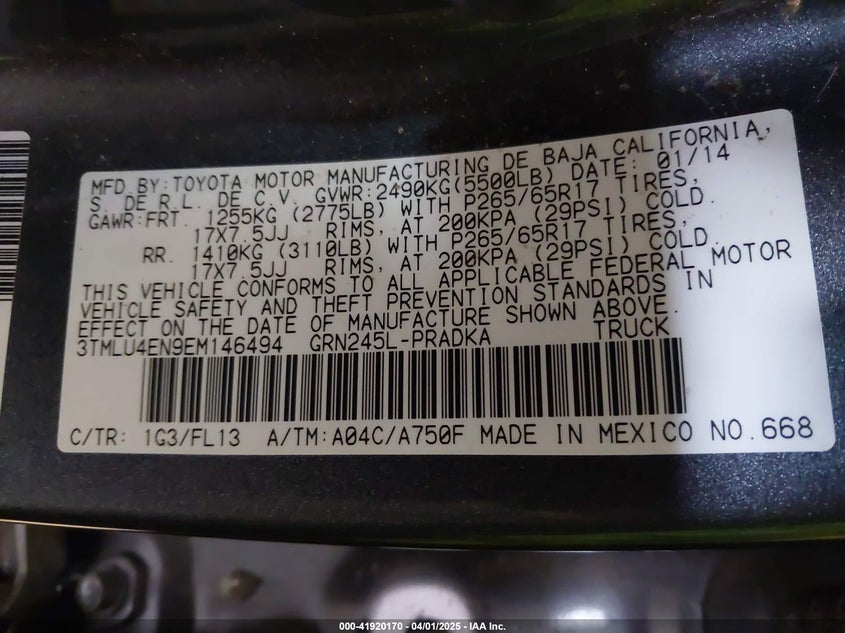 MFD.BY:TOYOTA MOTOR MANUFACTURING DE BAJA CALIFORNIA,
S. DE R.L. DE C.V. GVWR:2490KG(5500LB) DATE: 01/14
GAWR:FRT. 1255KG (2775LB) WITH P265/65R17 TIRES,
17X7.5JJ RIMS, AT 200KPA (29PSI) COLD.
RR. 1410KG (3110LB) WITH P265/65R17 TIRES,
17X7.5JJ RIMS, AT 200KPA (29PSI) COLD.
THIS VEHICLE CONFORMS TO ALL APPLICABLE FEDERAL MOTOR
VEHICLE SAFETY AND THEFT PREVENTION STANDARDS IN
EFFECT ON THE DATE OF MANUFACTURE SHOWN ABOVE.
3TMLU4EN9EM146494 GRN245L-PRADKA TRUCK
C/TR: 1G3/FL13 A/TM:A04C/A750F MADE IN MEXICO NO.668
000-41920170 - 04/01/2025 - IAA Inc.